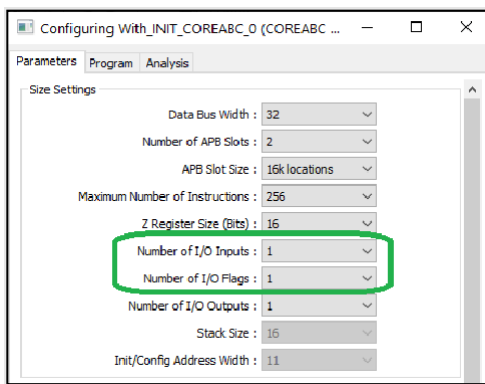 Configuring With_INIT_COREABC_0 (COREABC ...
Parameters Program Analysis
Size Settings
Data Bus Width : 32
Number of APB Slots : 2
APB Slot Size : 16k locations
Maximum Number of Instructions : 256
Z Register Size (Bits) : 16
Number of I/O Inputs : 1
Number of I/O Flags : 1
Number of I/O Outputs : 1
Stack Size : 16
Init/Config Address Width : 11